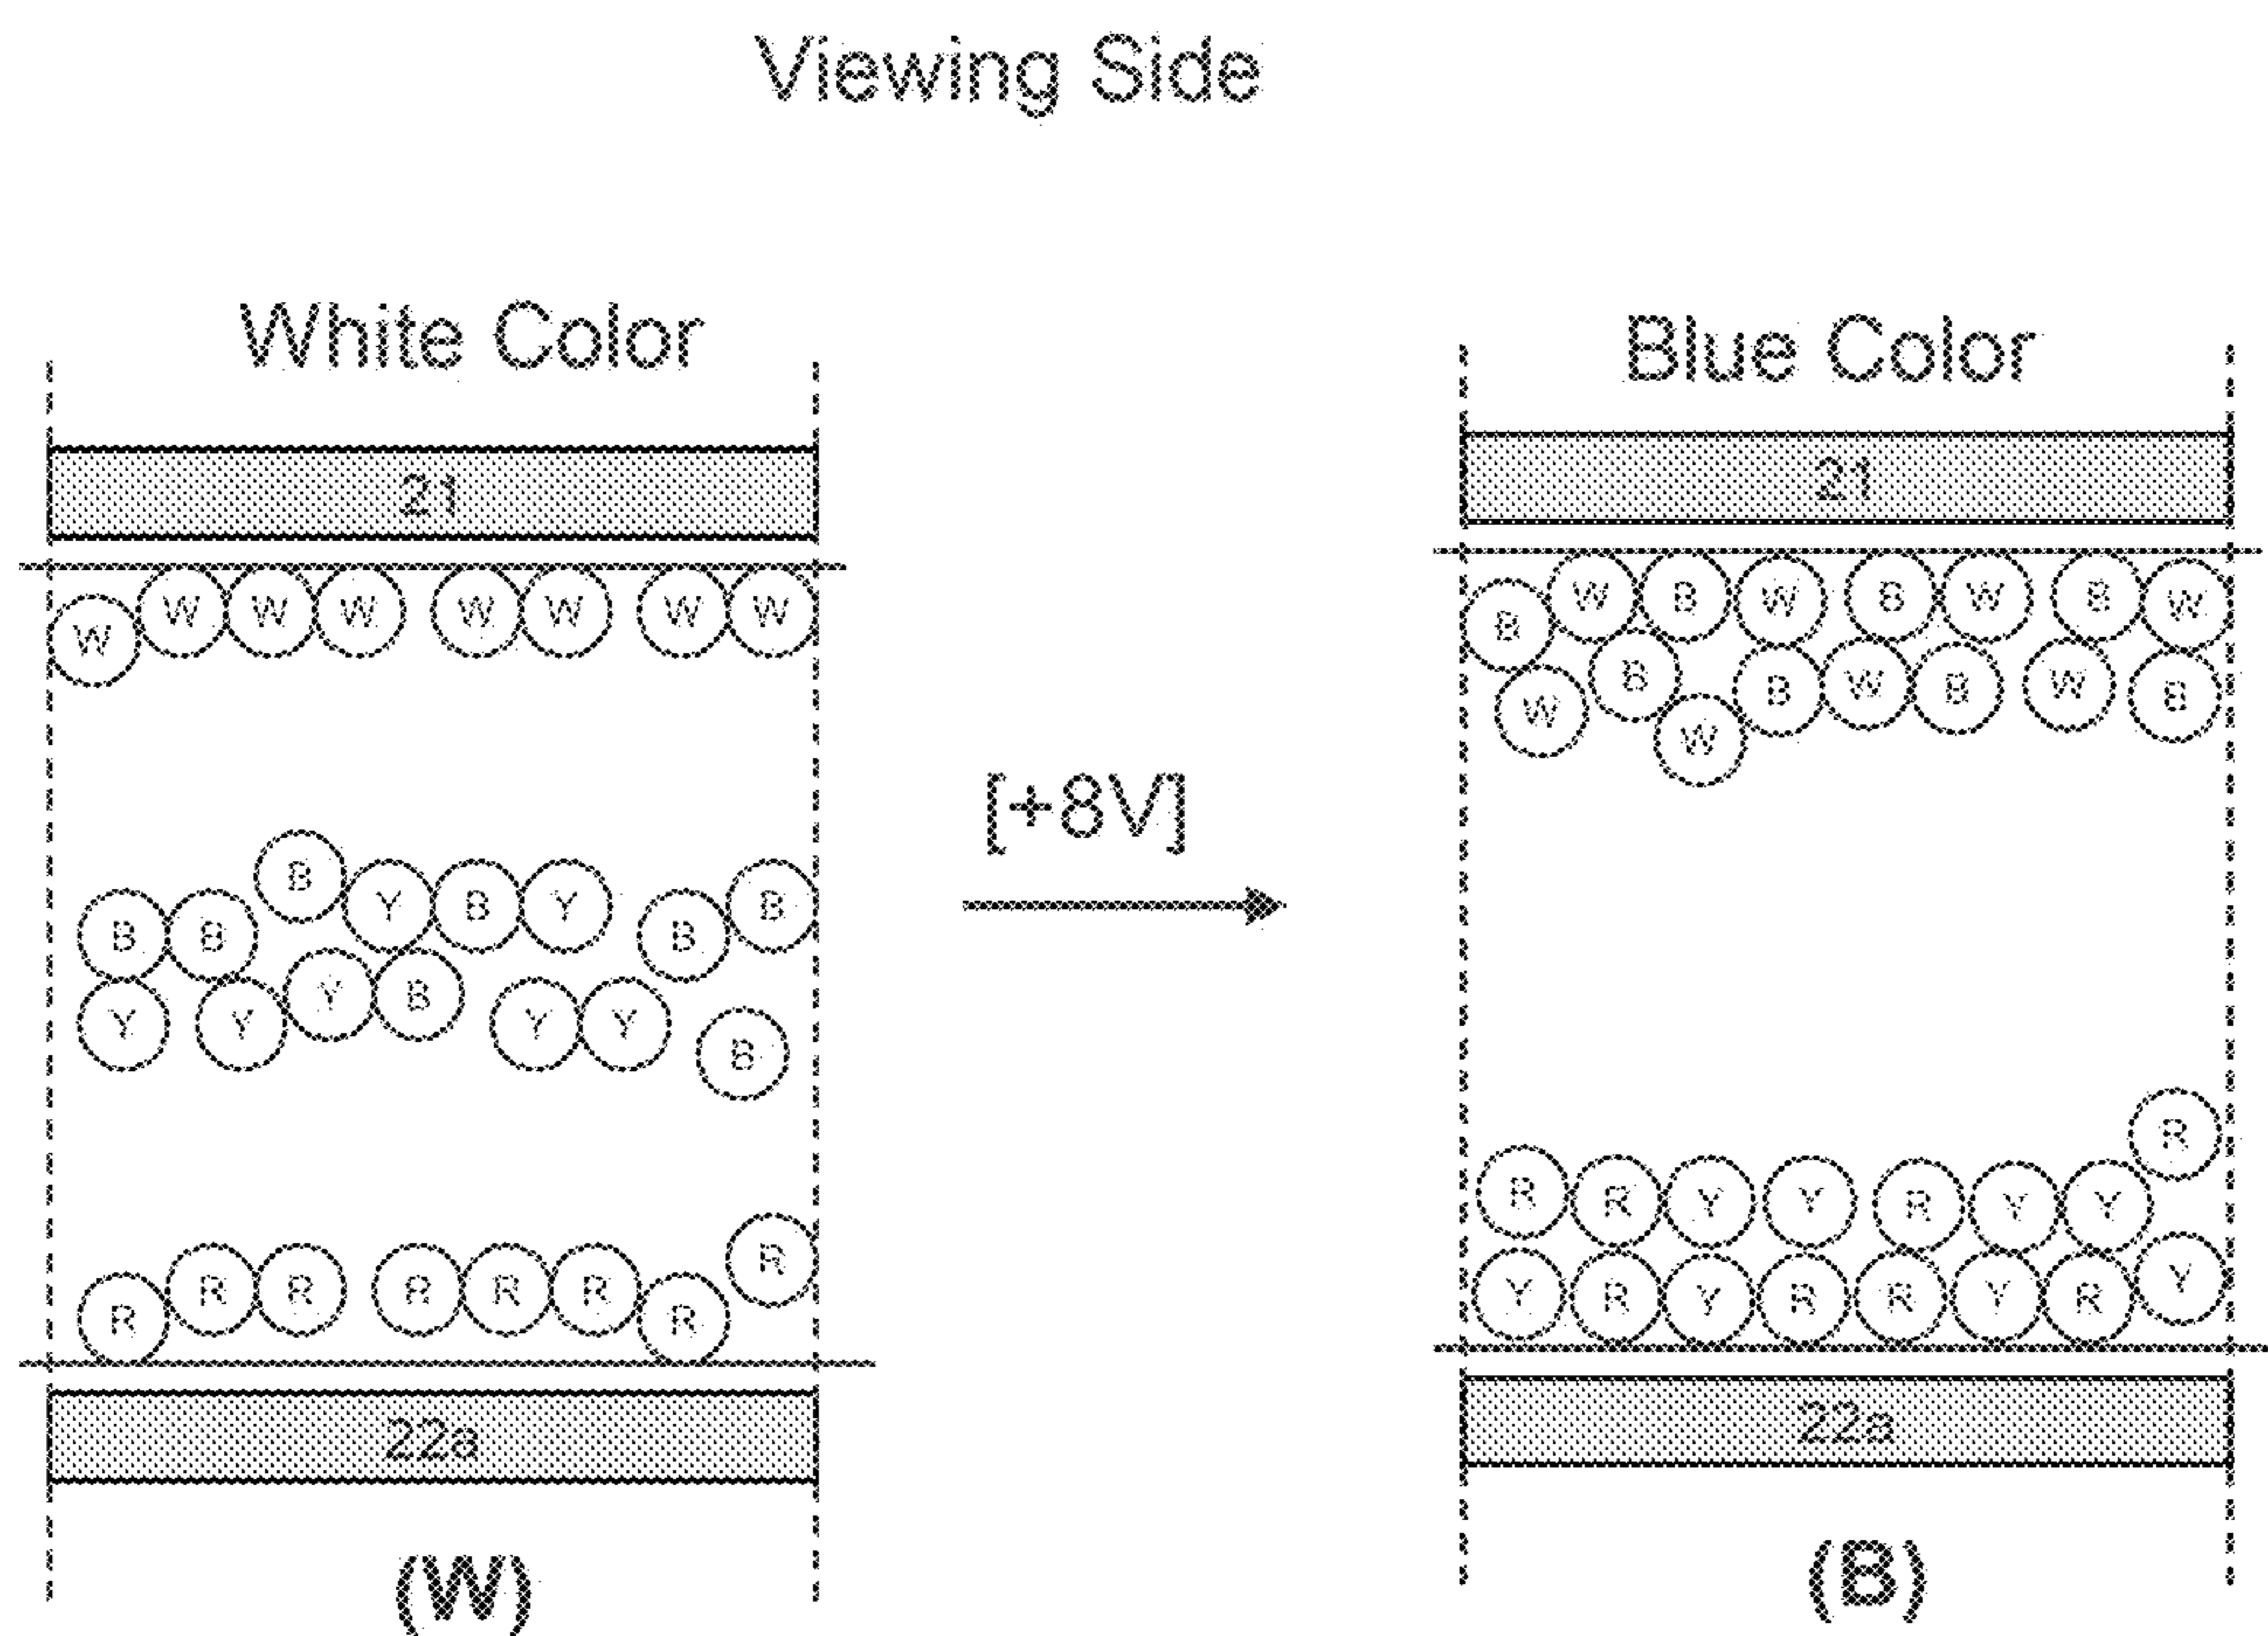 Viewing Side
White Color
Blue Color
21
21
W W W W W W W W
B W B W B W B W
W B W B W B W B
[+8V]
B B B Y B Y B B
Y Y Y B Y Y B
R R Y Y R Y Y R
R R R R R R R R
Y R Y R R Y R Y
22a
22a
(W)
(B)